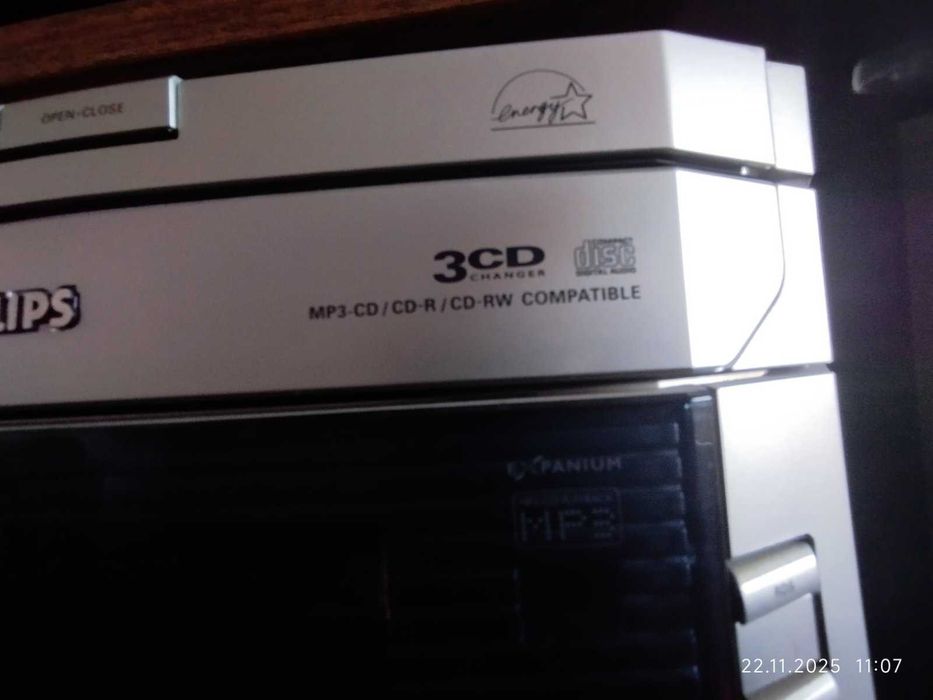 OPEN•CLOSE
energy
LIPS
3CD
CHANGER
COMPACT
disc
DIGITAL AUDIO
MP3-CD / CD-R / CD-RW COMPATIBLE
EXPANIUM
MP3
22.11.2025 11:07